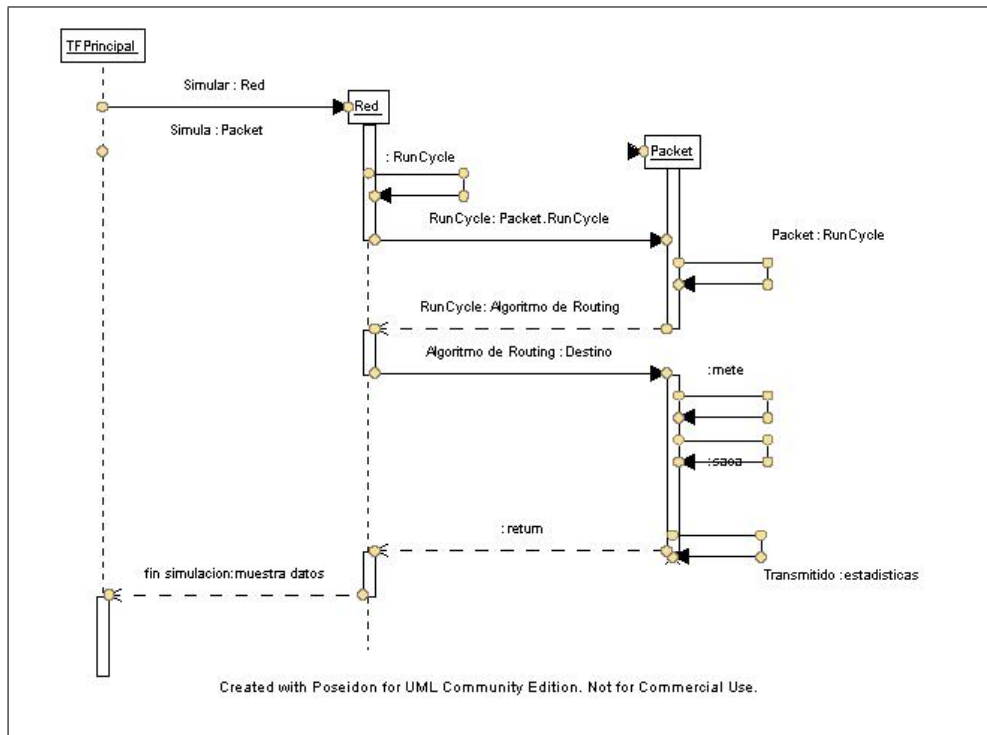 TFPrincipal
Simular : Red
Red
Simula : Packet
Packet
: RunCycle
RunCycle: Packet.RunCycle
Packet : RunCycle
RunCycle: Algoritmo de Routing
Algoritmo de Routing : Destino
:mete
:saca
: return
fin simulacion:muestra datos
Transmitido :estadisticas
Created with Poseidon for UML Community Edition. Not for Commercial Use.